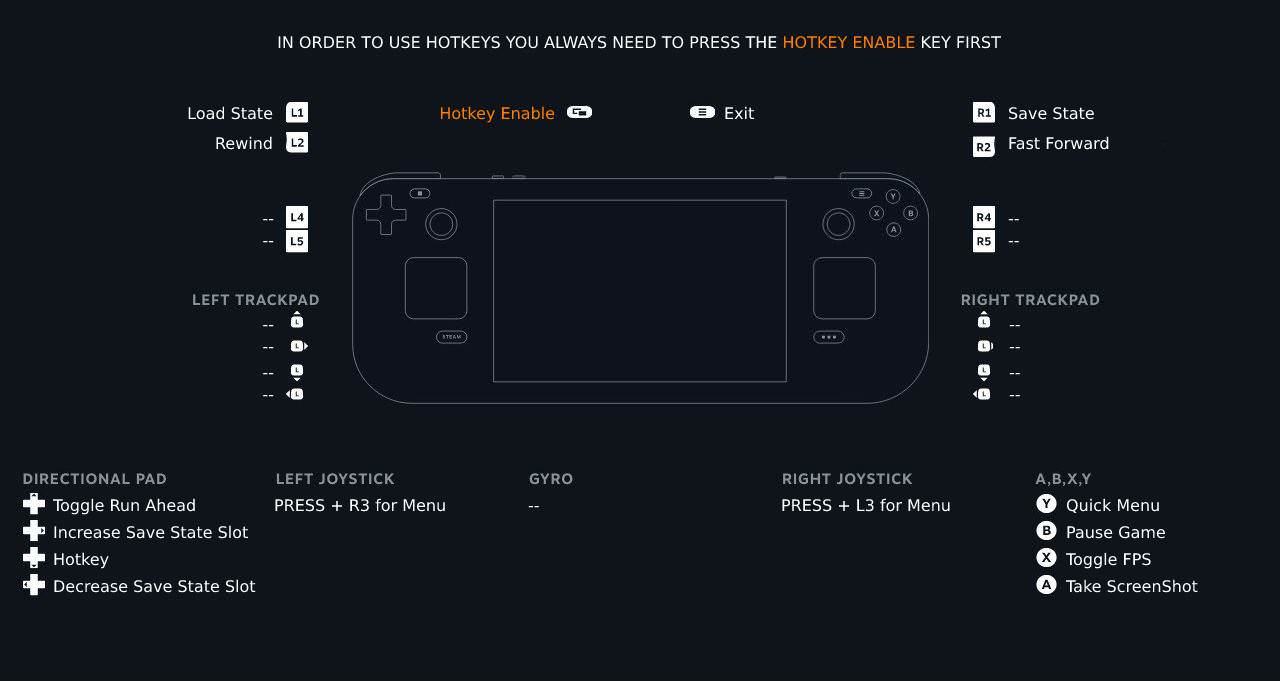 IN ORDER TO USE HOTKEYS YOU ALWAYS NEED TO PRESS THE HOTKEY ENABLE KEY FIRST
Load State L1
Hotkey Enable
Exit
R1 Save State
Rewind L2
R2 Fast Forward
Y
X B
A
-- L4
-- L5
R4 --
R5 --
STEAM
LEFT TRACKPAD
-- L
-- L
-- L
-- L
RIGHT TRACKPAD
L --
L --
L --
L --
DIRECTIONAL PAD
Toggle Run Ahead
Increase Save State Slot
Hotkey
Decrease Save State Slot
LEFT JOYSTICK
PRESS + R3 for Menu
GYRO
--
RIGHT JOYSTICK
PRESS + L3 for Menu
A,B,X,Y
Y Quick Menu
B Pause Game
X Toggle FPS
A Take ScreenShot